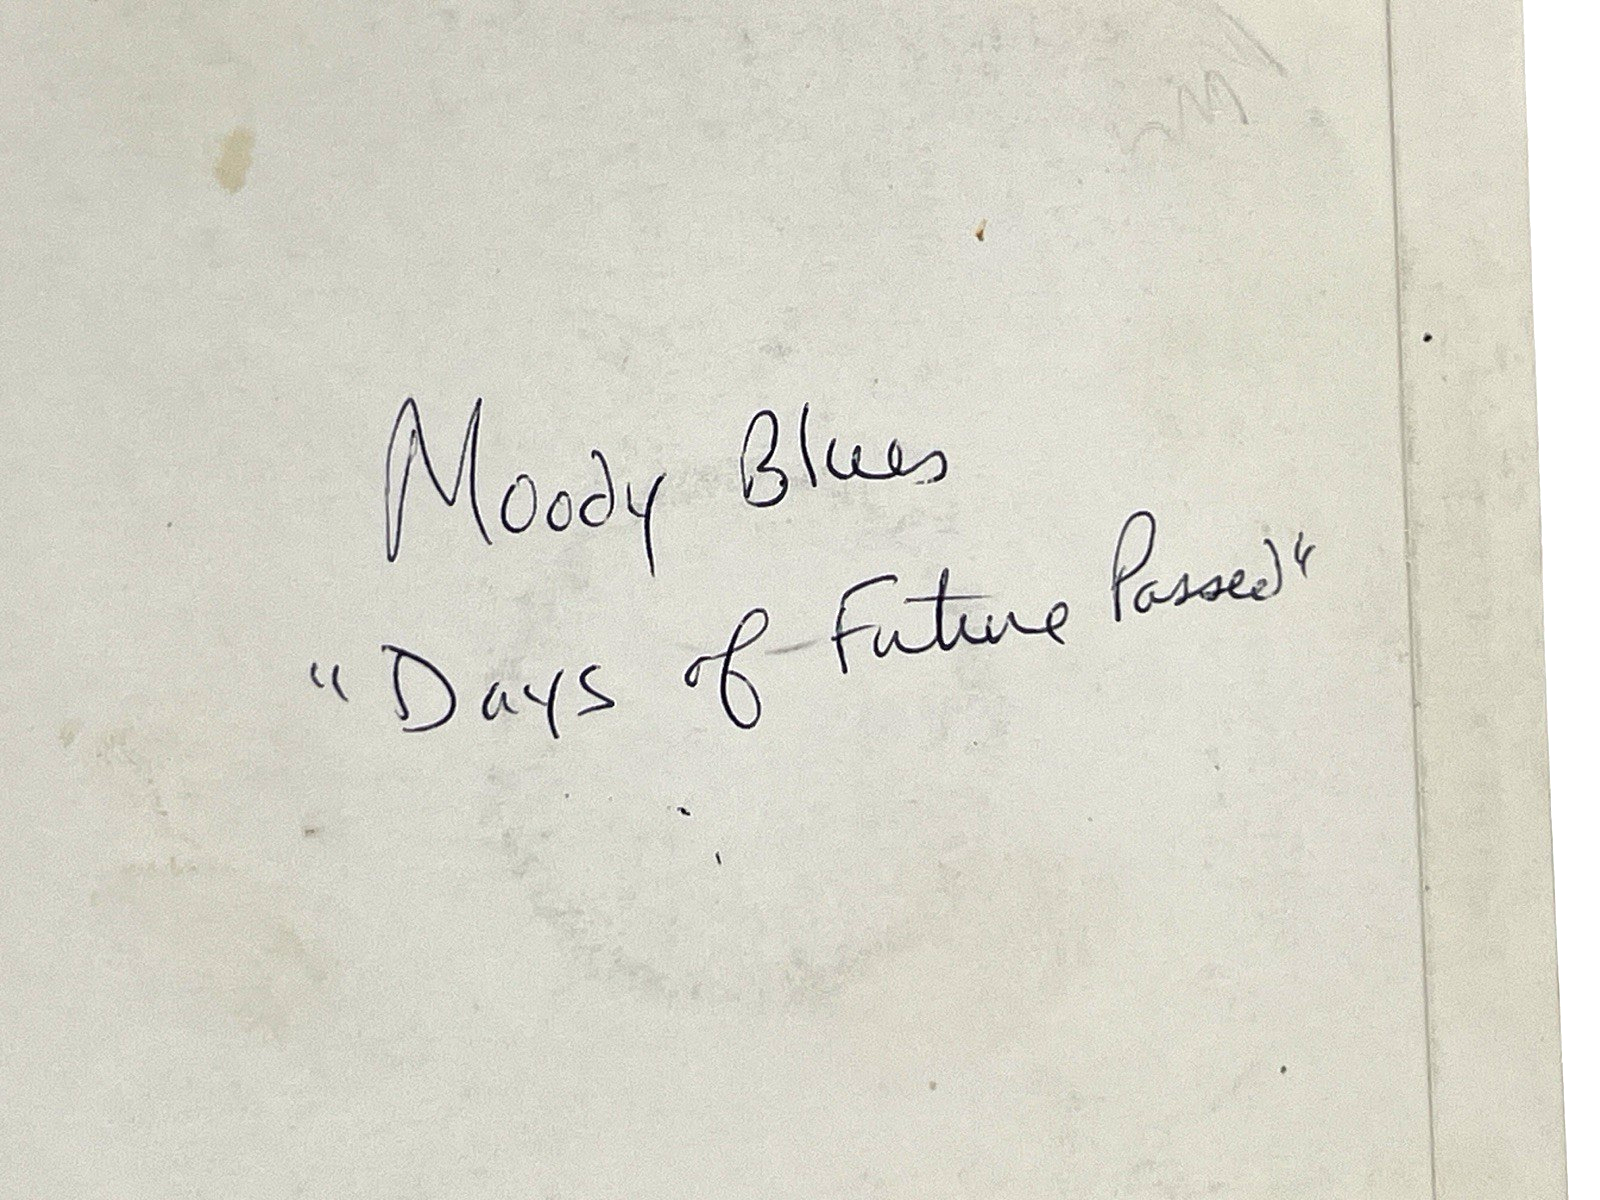 Moody Blues
"Days of Future Passed"